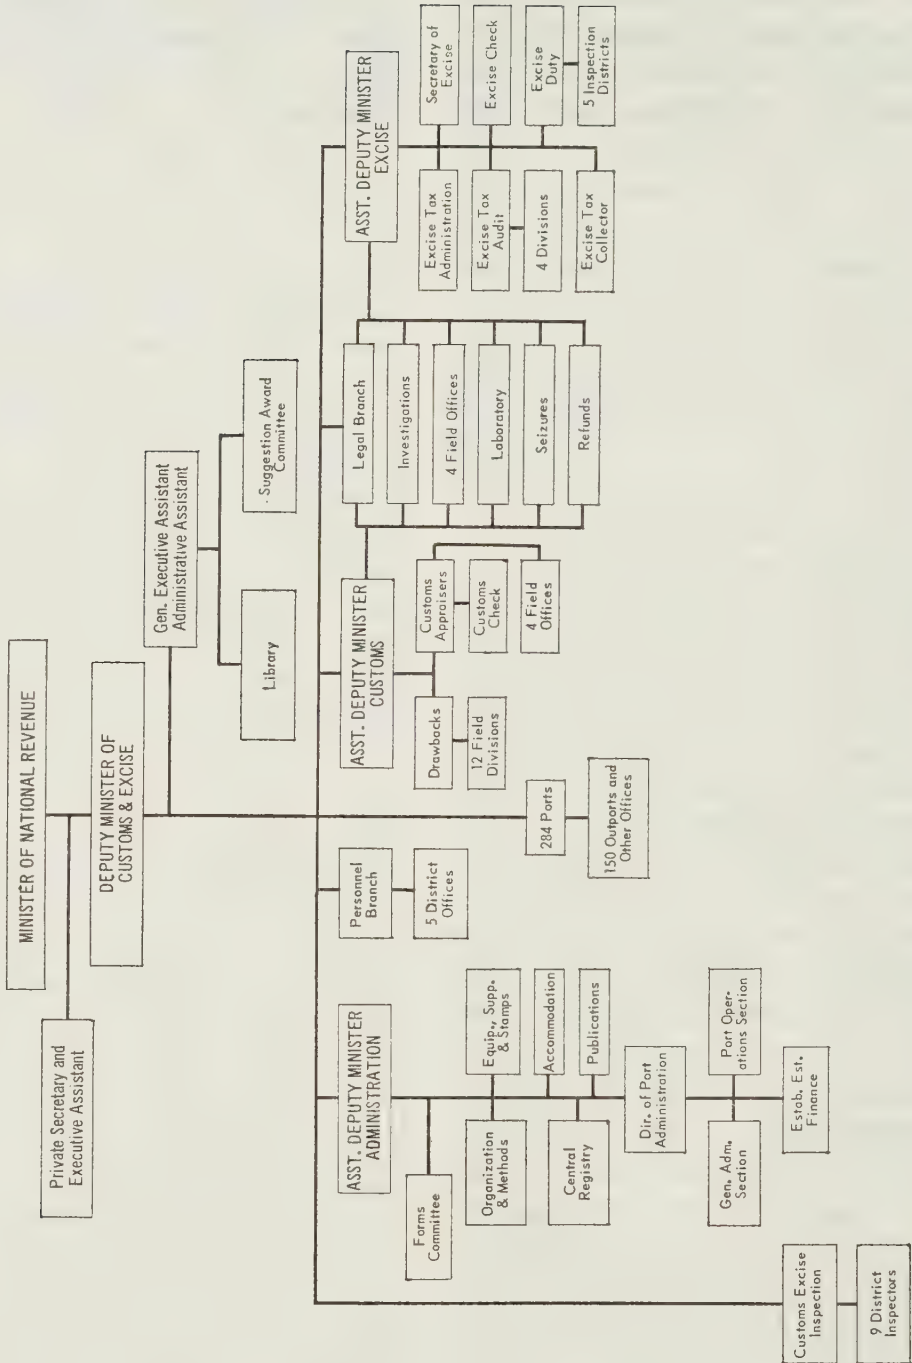 MINISTER OF NATIONAL REVENUE
Private Secretary and
Executive Assistant
DEPUTY MINISTER OF
CUSTOMS & EXCISE
Gen. Executive Assistant
Administrative Assistant
Library
Suggestion Award
Committee
Customs Excise
Inspection
9 District
Inspectors
ASST. DEPUTY MINISTER
ADMINISTRATION
Forms
Committee
Organization
& Methods
Equip., Supp.
& Stamps
Central
Registry
Accommodation
Publications
Dir. of Port
Administration
Gen. Adm.
Section
Port Oper-
ations Section
Estab. Est.
Finance
Personnel
Branch
5 District
Offices
284 Ports
150 Outports and
Other Offices
ASST. DEPUTY MINISTER
CUSTOMS
Drawbacks
12 Field
Divisions
Customs
Appraisers
Customs
Check
4 Field
Offices
Legal Branch
Investigations
4 Field Offices
Laboratory
Seizures
Refunds
ASST. DEPUTY MINISTER
EXCISE
Excise Tax
Administration
Secretary of
Excise
Excise Tax
Audit
Excise Check
4 Divisions
Excise
Duty
Excise Tax
Collector
5 Inspection
Districts